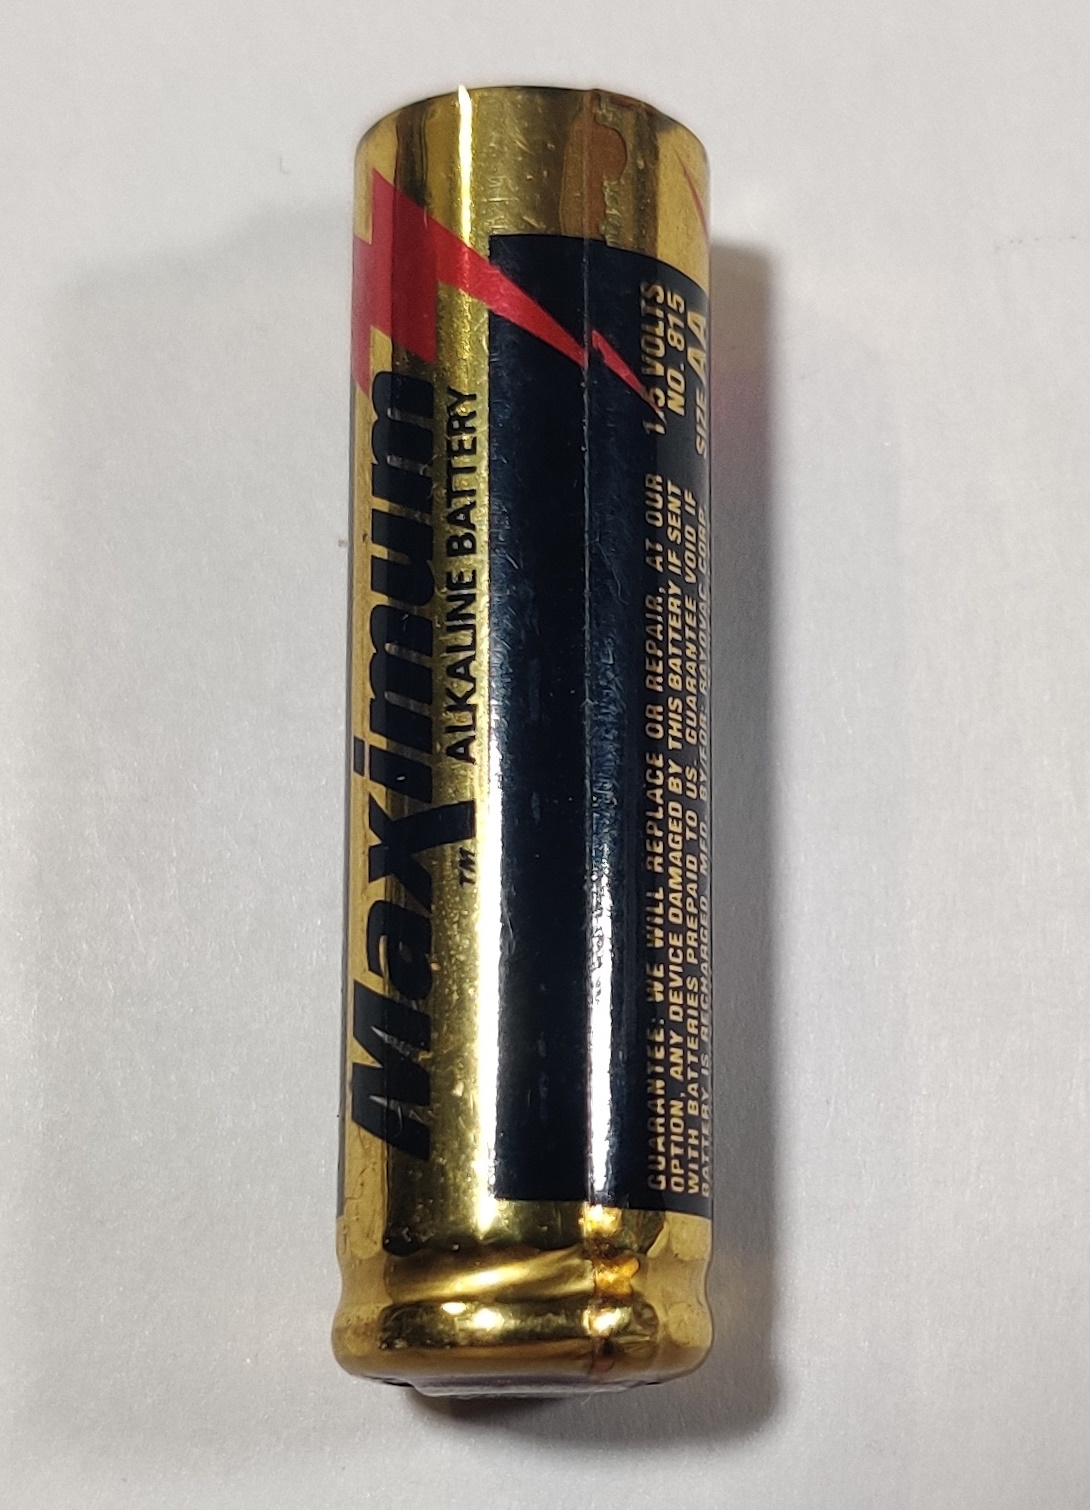 Maximum
™ ALKALINE BATTERY
1.5 VOLTS
NO. 815
SIZE AA
GUARANTEE: WE WILL REPLACE OR REPAIR, AT OUR
OPTION, ANY DEVICE DAMAGED BY THIS BATTERY IF SENT
WITH BATTERIES PREPAID TO US. GUARANTEE VOID IF
BATTERY IS RECHARGED. MFD. BY/FOR: RAYOVAC CORP.